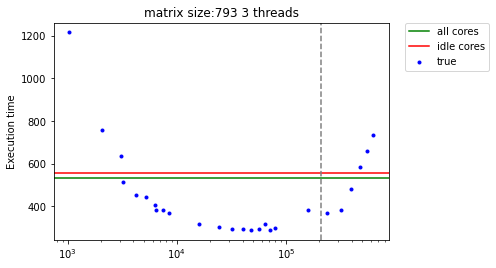 matrix size:793 3 threads
all cores
idle cores
true
Execution time
1200
1000
800
600
400
10³
10⁴
10⁵